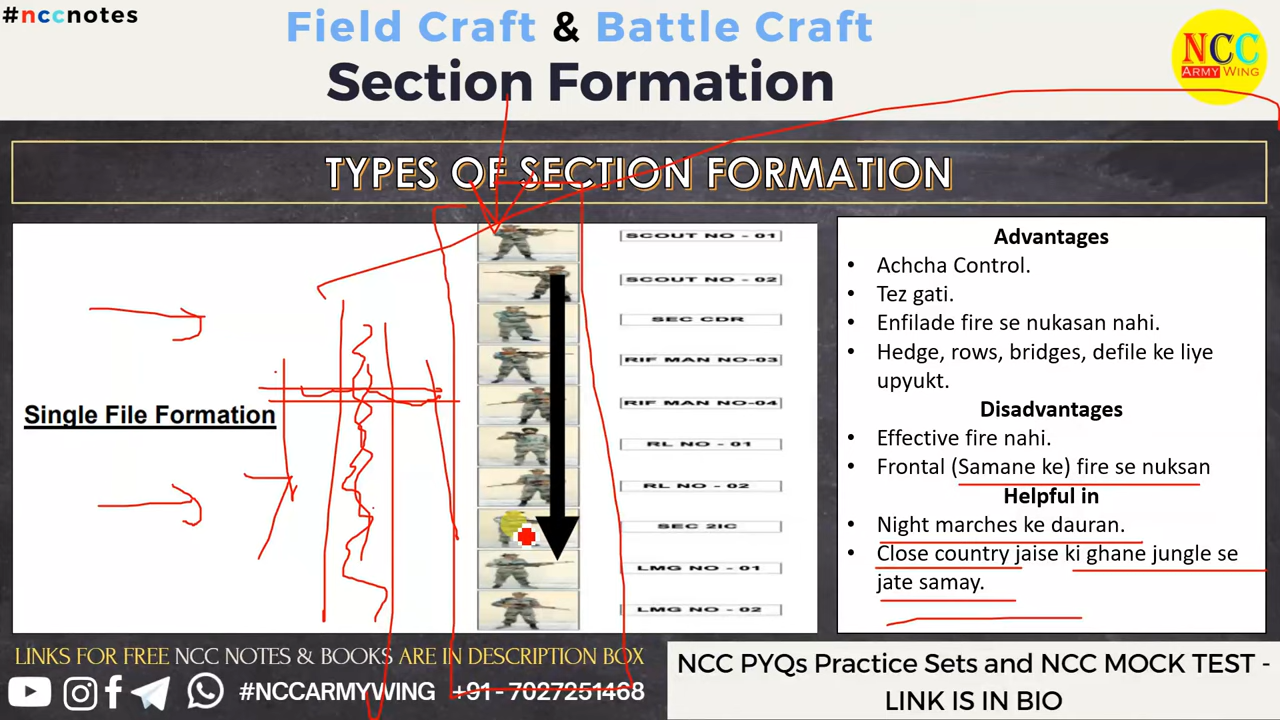 #nccnotes
Field Craft & Battle Craft
Section Formation
NCC
ARMY WING
TYPES OF SECTION FORMATION
Single File Formation
SCOUT NO - 01
SCOUT NO - 02
SEC CDR
RIF MAN NO-03
RIF MAN NO-04
RL NO - 01
RL NO - 02
SEC 2IC
LMG NO - 01
LMG NO - 02
Advantages
• Achcha Control.
• Tez gati.
• Enfilade fire se nukasan nahi.
• Hedge, rows, bridges, defile ke liye
upyukt.
Disadvantages
• Effective fire nahi.
• Frontal (Samane ke) fire se nuksan
Helpful in
• Night marches ke dauran.
• Close country jaise ki ghane jungle se
jate samay.
LINKS FOR FREE NCC NOTES & BOOKS ARE IN DESCRIPTION BOX
#NCCARMYWING +91- 7027251468
NCC PYQs Practice Sets and NCC MOCK TEST -
LINK IS IN BIO